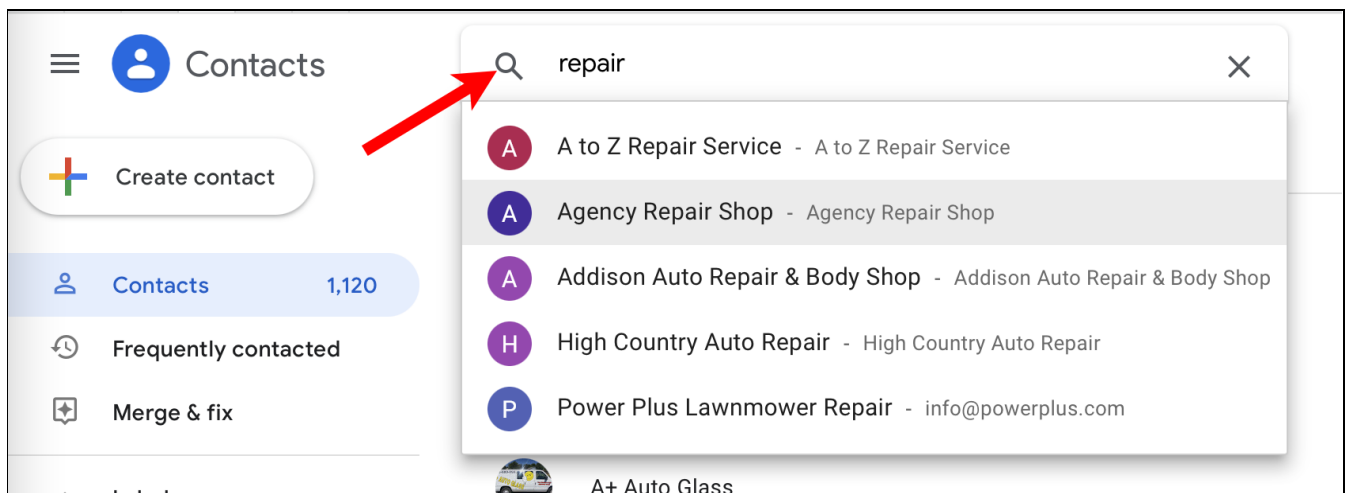 Contacts
repair
Create contact
A A to Z Repair Service - A to Z Repair Service
A Agency Repair Shop - Agency Repair Shop
A Addison Auto Repair & Body Shop - Addison Auto Repair & Body Shop
Contacts 1,120
H High Country Auto Repair - High Country Auto Repair
Frequently contacted
P Power Plus Lawnmower Repair - info@powerplus.com
Merge & fix
A+ Auto Glass